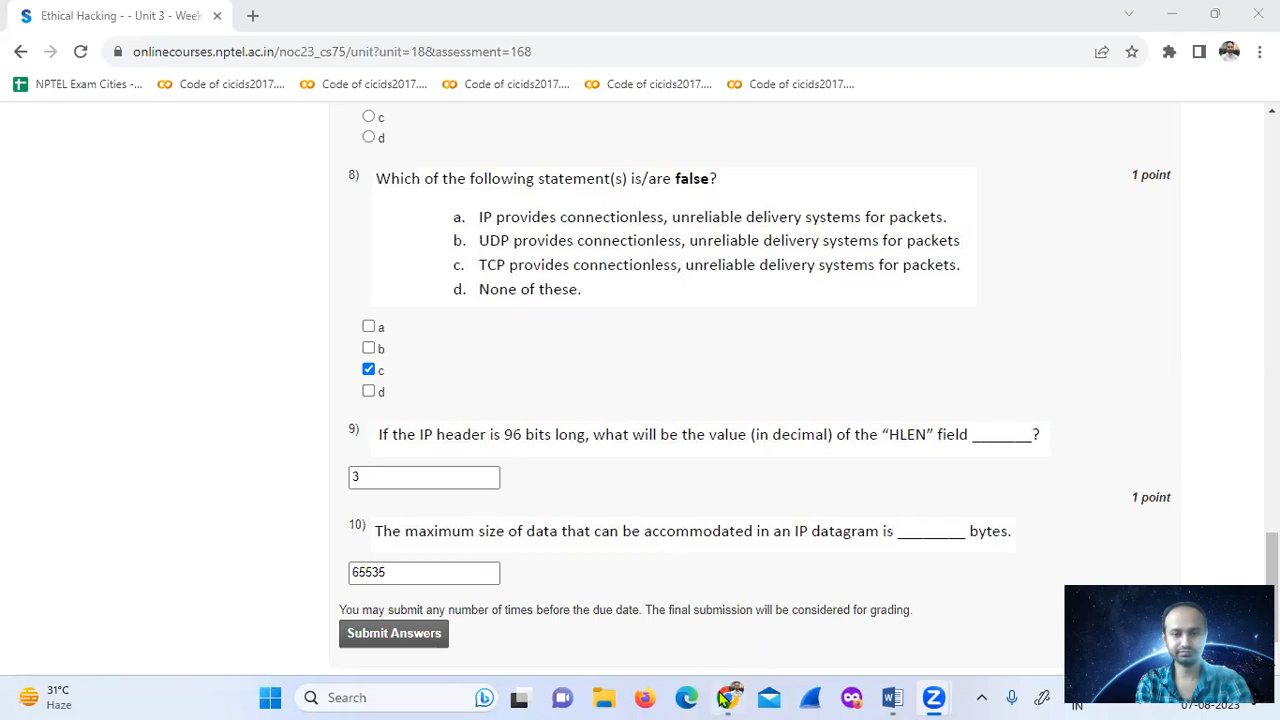 Ethical Hacking - - Unit 3 - Week
onlinecourses.nptel.ac.in/noc23_cs75/unit?unit=18&assessment=168
NPTEL Exam Cities -... Code of cicids2017.... Code of cicids2017.... Code of cicids2017.... Code of cicids2017.... Code of cicids2017....
c
d
8) Which of the following statement(s) is/are false? 1 point
a. IP provides connectionless, unreliable delivery systems for packets.
b. UDP provides connectionless, unreliable delivery systems for packets
c. TCP provides connectionless, unreliable delivery systems for packets.
d. None of these.
a
b
c
d
9) If the IP header is 96 bits long, what will be the value (in decimal) of the “HLEN” field _______?
3
1 point
10) The maximum size of data that can be accommodated in an IP datagram is ________ bytes.
65535
You may submit any number of times before the due date. The final submission will be considered for grading.
Submit Answers
31°C
Haze
Search
IN
07-08-2023